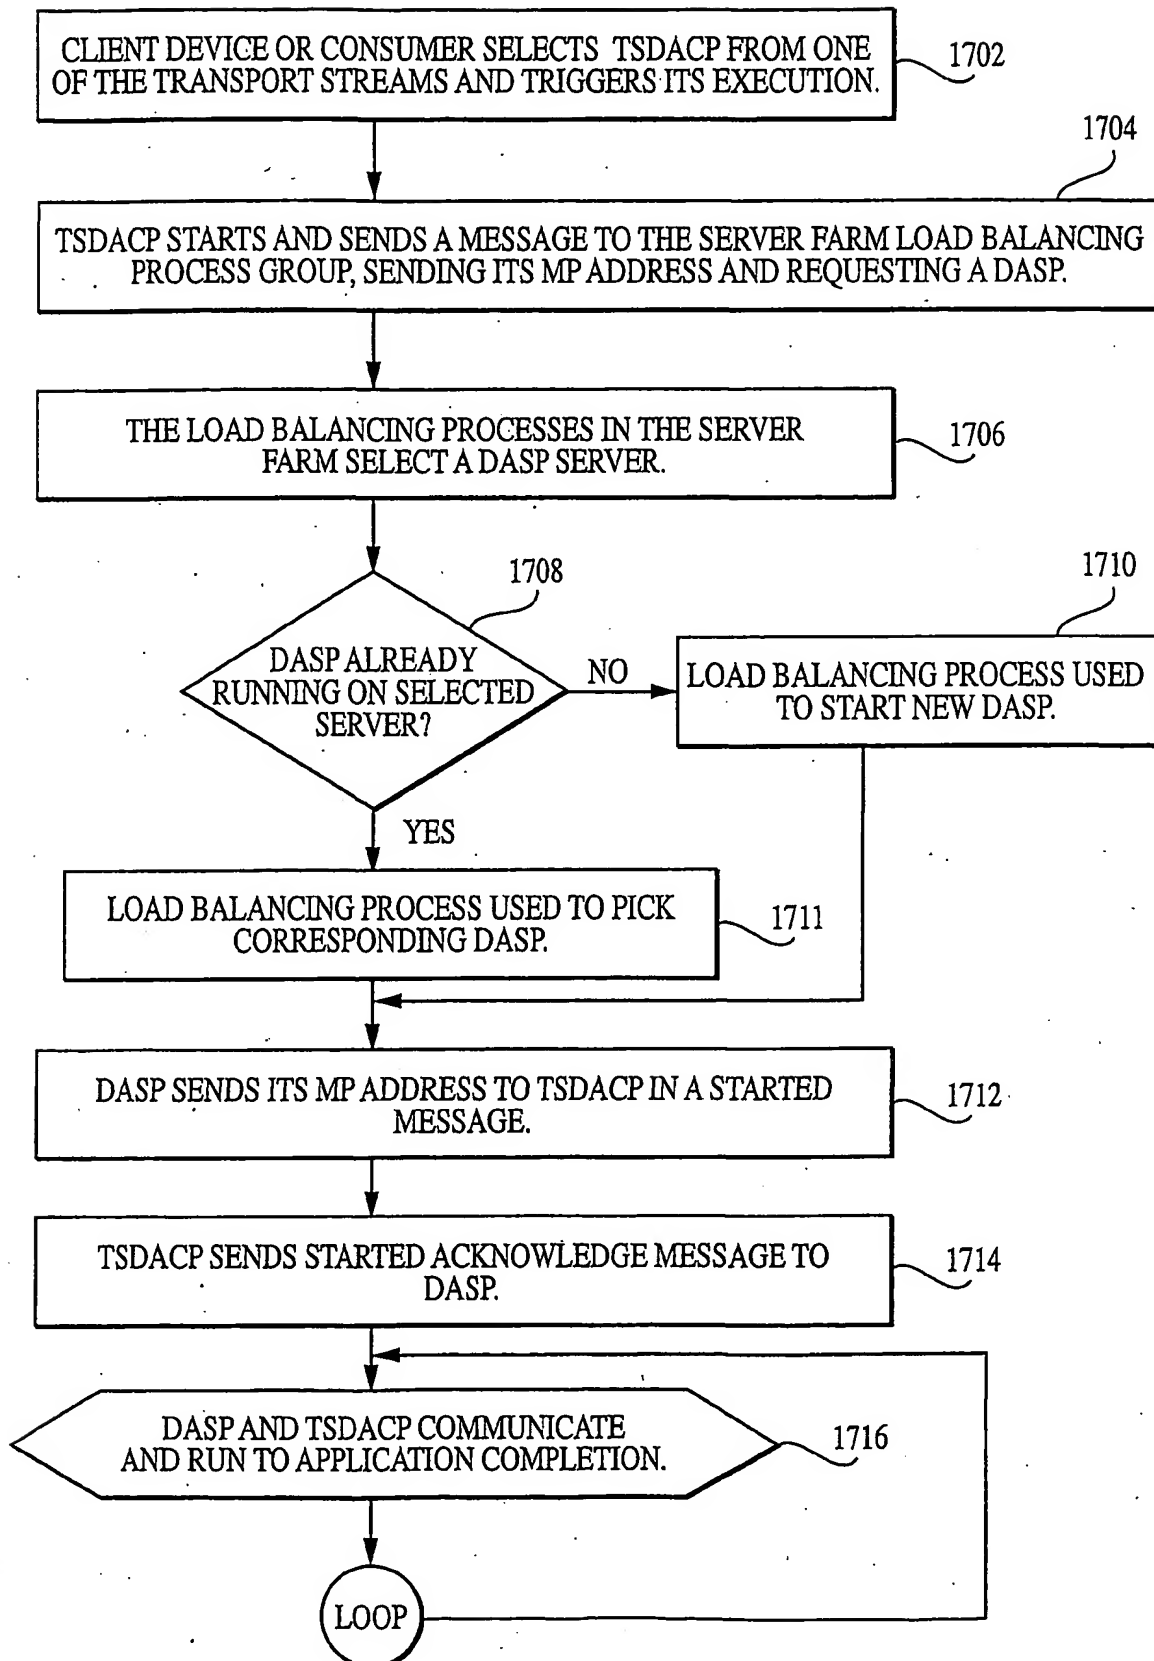 CLIENT DEVICE OR CONSUMER SELECTS TSDACP FROM ONE
OF THE TRANSPORT STREAMS AND TRIGGERS ITS EXECUTION.
1702
1704
TSDACP STARTS AND SENDS A MESSAGE TO THE SERVER FARM LOAD BALANCING
PROCESS GROUP, SENDING ITS MP ADDRESS AND REQUESTING A DASP.
THE LOAD BALANCING PROCESSES IN THE SERVER
FARM SELECT A DASP SERVER.
1706
1708
DASP ALREADY
RUNNING ON SELECTED
SERVER?
NO
1710
LOAD BALANCING PROCESS USED
TO START NEW DASP.
YES
LOAD BALANCING PROCESS USED TO PICK
CORRESPONDING DASP.
1711
DASP SENDS ITS MP ADDRESS TO TSDACP IN A STARTED
MESSAGE.
1712
TSDACP SENDS STARTED ACKNOWLEDGE MESSAGE TO
DASP.
1714
DASP AND TSDACP COMMUNICATE
AND RUN TO APPLICATION COMPLETION.
1716
LOOP